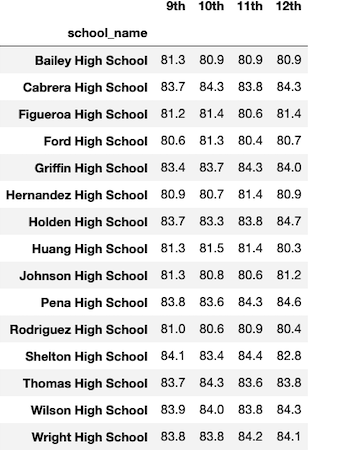 9th 10th 11th 12th
school_name
Bailey High School 81.3 80.9 80.9 80.9
Cabrera High School 83.7 84.3 83.8 84.3
Figueroa High School 81.2 81.4 80.6 81.4
Ford High School 80.6 81.3 80.4 80.7
Griffin High School 83.4 83.7 84.3 84.0
Hernandez High School 80.9 80.7 81.4 80.9
Holden High School 83.7 83.3 83.8 84.7
Huang High School 81.3 81.5 81.4 80.3
Johnson High School 81.3 80.8 80.6 81.2
Pena High School 83.8 83.6 84.3 84.6
Rodriguez High School 81.0 80.6 80.9 80.4
Shelton High School 84.1 83.4 84.4 82.8
Thomas High School 83.7 84.3 83.6 83.8
Wilson High School 83.9 84.0 83.8 84.3
Wright High School 83.8 83.8 84.2 84.1